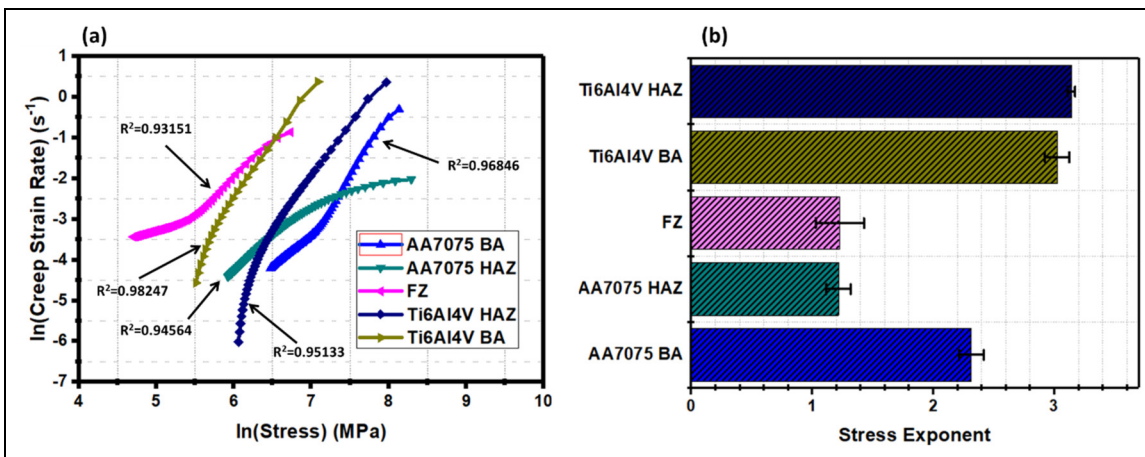 (a)
ln(Creep Strain Rate) (s-1)
1
0
-1
-2
-3
-4
-5
-6
-7
R²=0.93151
R²=0.96846
R²=0.98247
R²=0.94564
R²=0.95133
AA7075 BA
AA7075 HAZ
FZ
Ti6Al4V HAZ
Ti6Al4V BA
4 5 6 7 8 9 10
ln(Stress) (MPa)
(b)
Ti6Al4V HAZ
Ti6Al4V BA
FZ
AA7075 HAZ
AA7075 BA
0 1 2 3
Stress Exponent